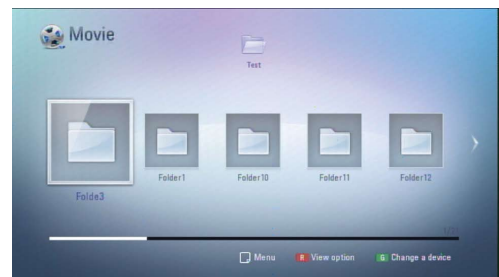 Movie
Test
Folde3
Folder1
Folder10
Folder11
Folder12
Menu
R View option
G Change a device